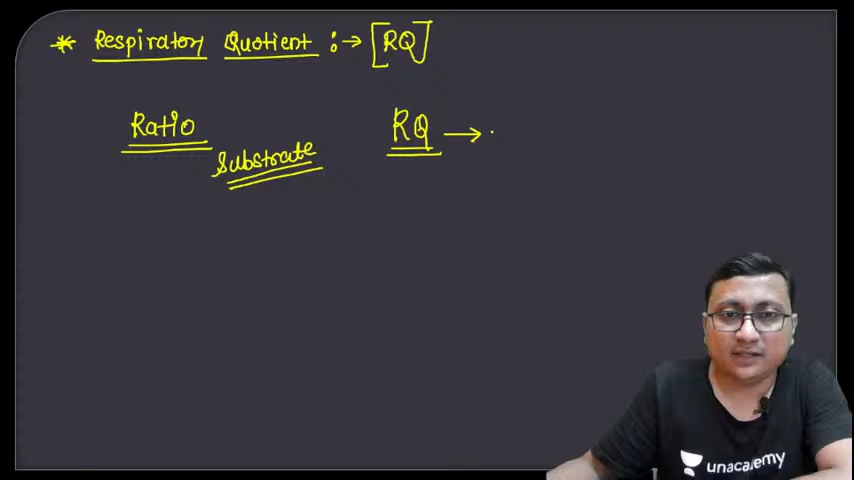 * Respiratory Quotient :→ [RQ]
Ratio
Substrate
RQ →
unacademy